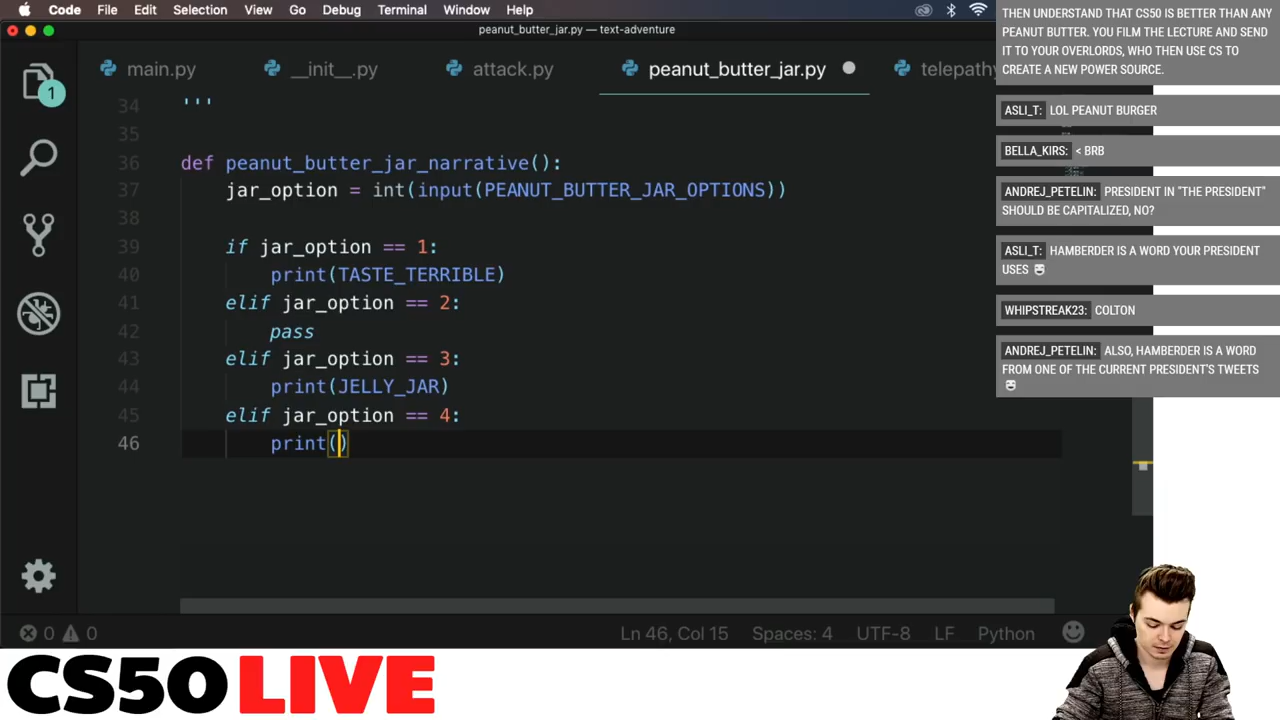 Code File Edit Selection View Go Debug Terminal Window Help
peanut_butter_jar.py — text-adventure
main.py __init__.py attack.py peanut_butter_jar.py telepathy
1
34 '''
35
36 def peanut_butter_jar_narrative():
37 jar_option = int(input(PEANUT_BUTTER_JAR_OPTIONS))
38
39 if jar_option == 1:
40 print(TASTE_TERRIBLE)
41 elif jar_option == 2:
42 pass
43 elif jar_option == 3:
44 print(JELLY_JAR)
45 elif jar_option == 4:
46 print()
0 0 Ln 46, Col 15 Spaces: 4 UTF-8 LF Python
THEN UNDERSTAND THAT CS50 IS BETTER THAN ANY
PEANUT BUTTER. YOU FILM THE LECTURE AND SEND
IT TO YOUR OVERLORDS, WHO THEN USE CS TO
CREATE A NEW POWER SOURCE.
ASLI_T: LOL PEANUT BURGER
BELLA_KIRS: < BRB
ANDREJ_PETELIN: PRESIDENT IN "THE PRESIDENT"
SHOULD BE CAPITALIZED, NO?
ASLI_T: HAMBERDER IS A WORD YOUR PRESIDENT
USES
WHIPSTREAK23: COLTON
ANDREJ_PETELIN: ALSO, HAMBERDER IS A WORD
FROM ONE OF THE CURRENT PRESIDENT'S TWEETS
CS50 LIVE